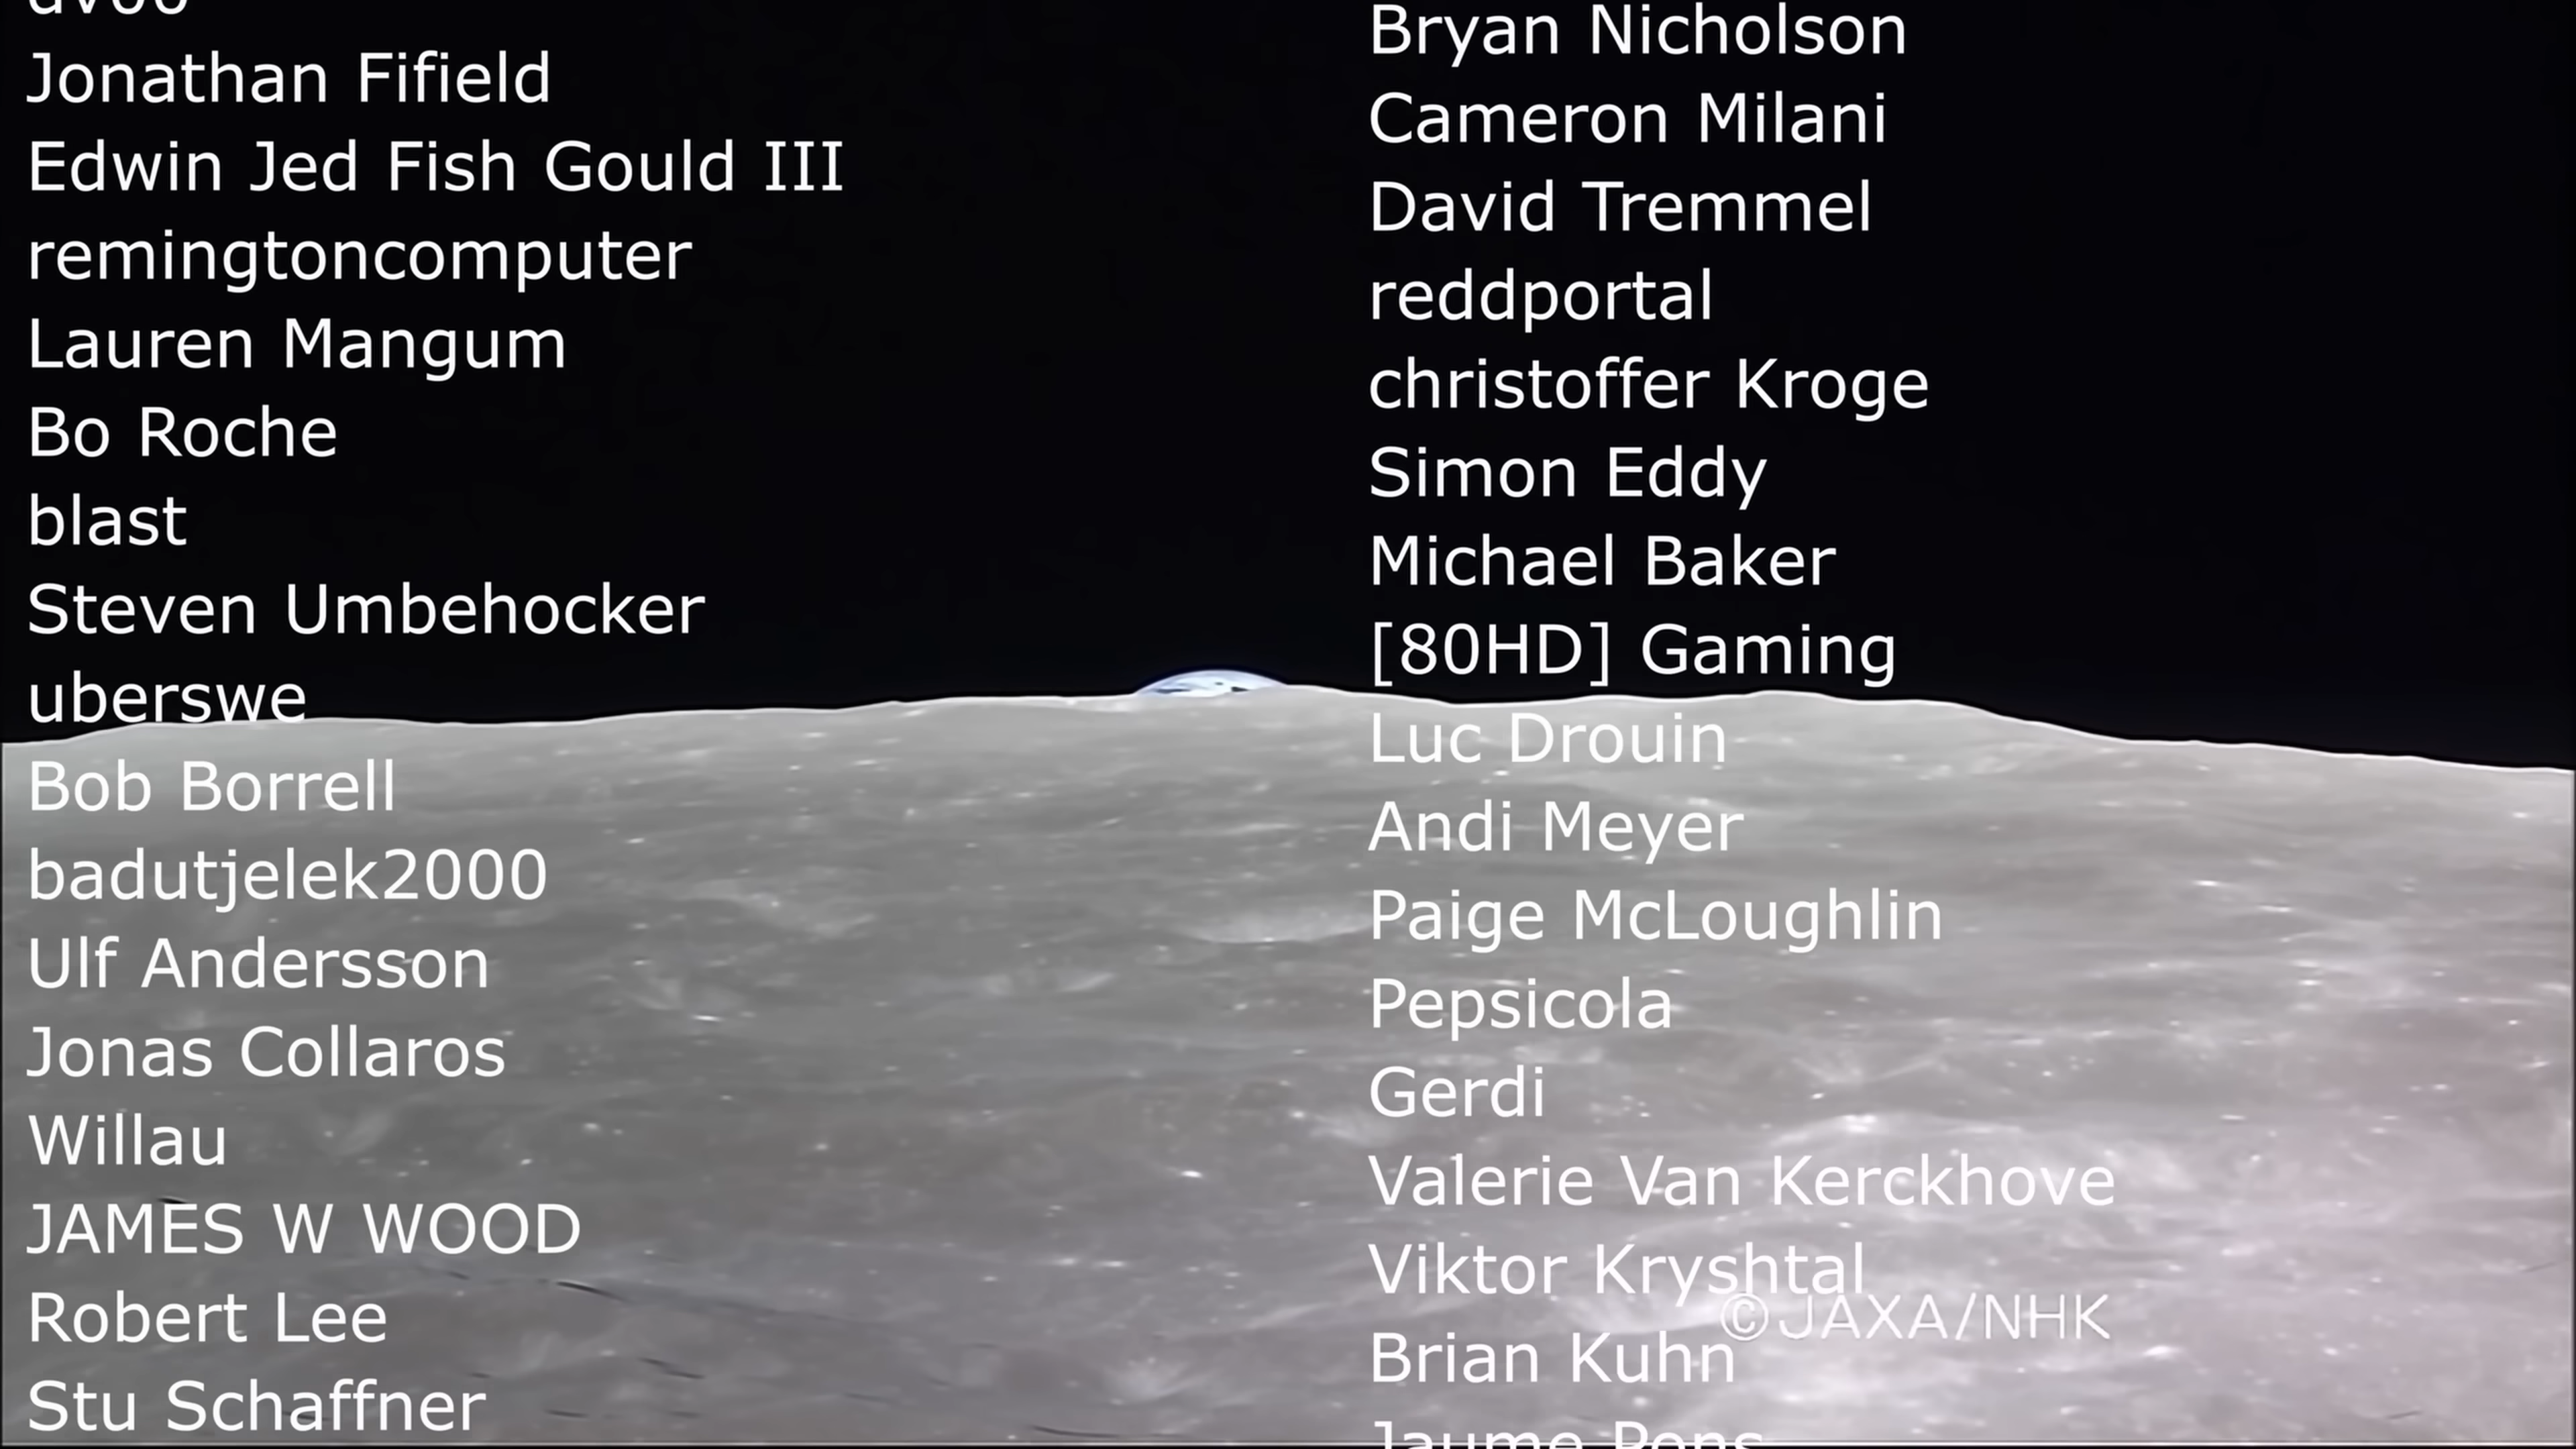 Jonathan Fifield
Edwin Jed Fish Gould III
remingtoncomputer
Lauren Mangum
Bo Roche
blast
Steven Umbehocker
uberswe
Bob Borrell
badutjelek2000
Ulf Andersson
Jonas Collaros
Willau
JAMES W WOOD
Robert Lee
Stu Schaffner
Bryan Nicholson
Cameron Milani
David Tremmel
reddportal
christoffer Kroge
Simon Eddy
Michael Baker
[80HD] Gaming
Luc Drouin
Andi Meyer
Paige McLoughlin
Pepsicola
Gerdi
Valerie Van Kerckhove
Viktor Kryshtal
©JAXA/NHK
Brian Kuhn
Jaume Pons